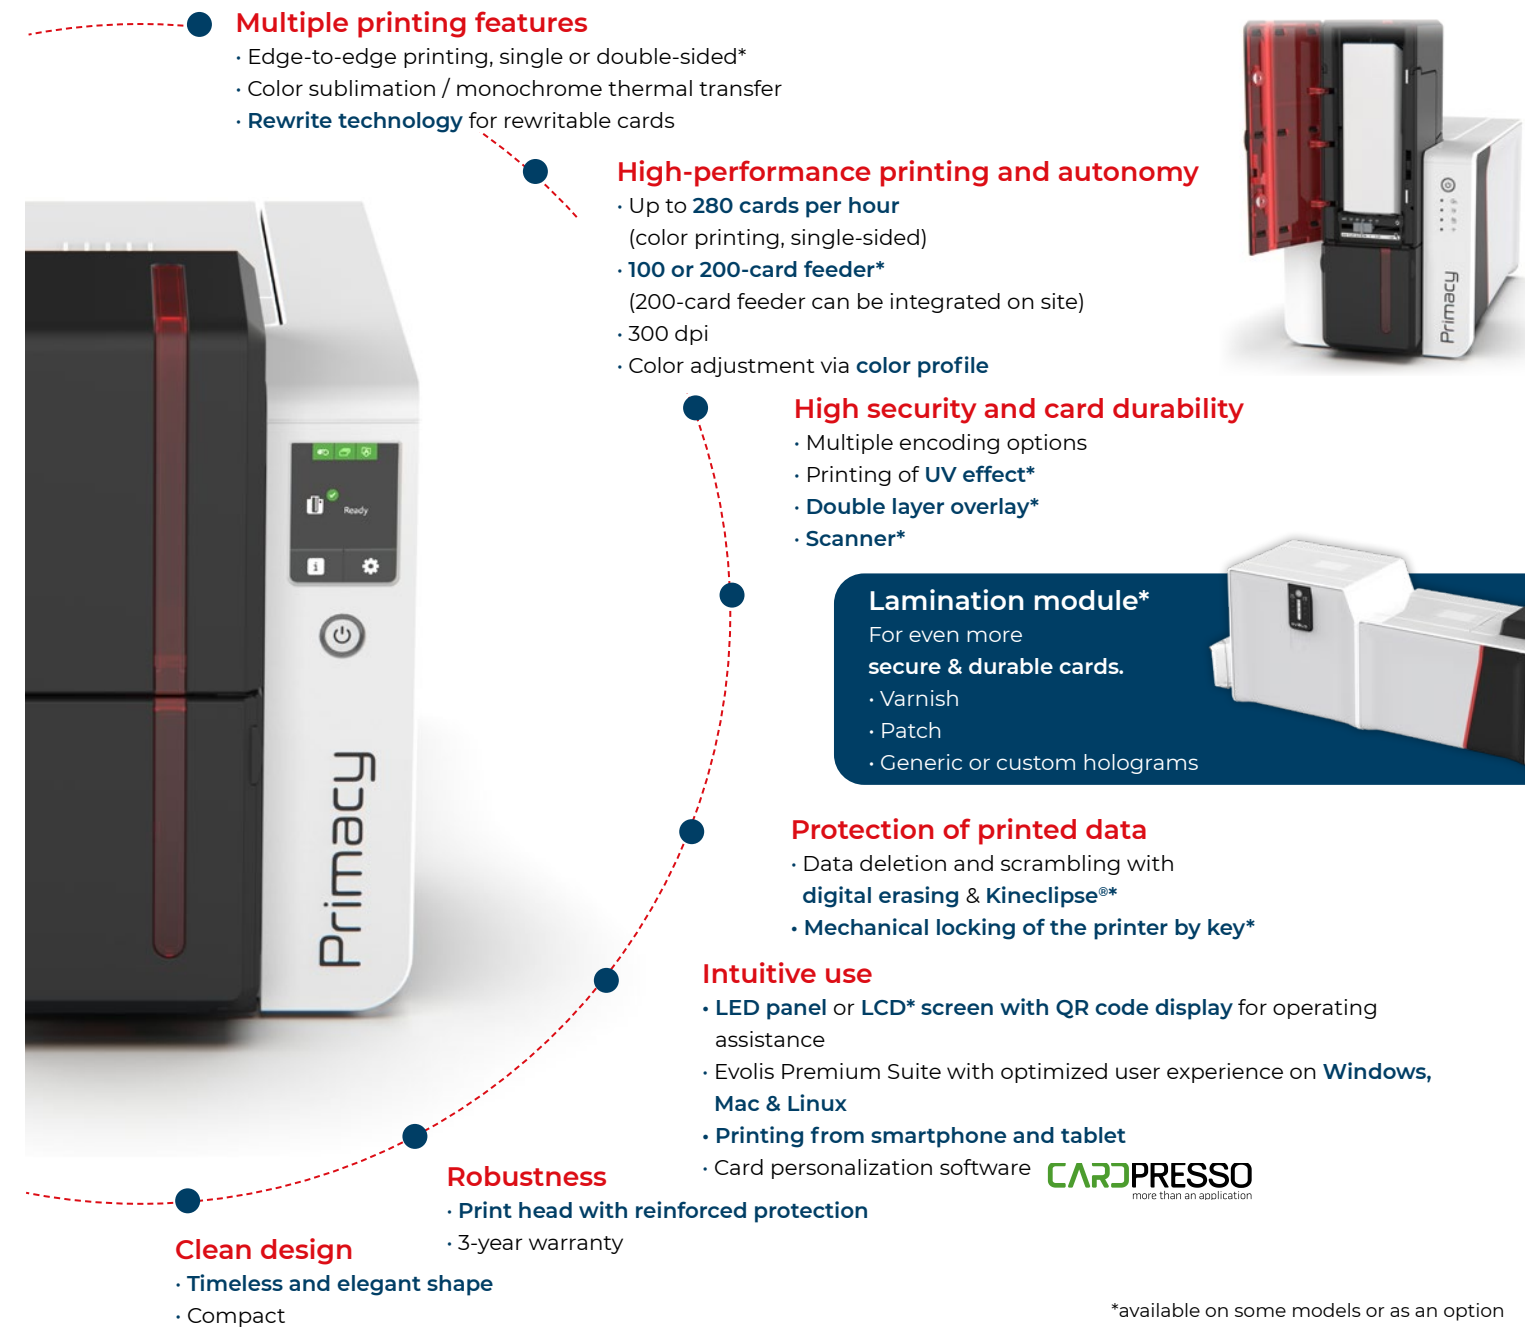 Multiple printing features
· Edge-to-edge printing, single or double-sided*
· Color sublimation / monochrome thermal transfer
· Rewrite technology for rewritable cards
High-performance printing and autonomy
· Up to 280 cards per hour
(color printing, single-sided)
· 100 or 200-card feeder*
(200-card feeder can be integrated on site)
· 300 dpi
· Color adjustment via color profile
Primacy
High security and card durability
· Multiple encoding options
· Printing of UV effect*
· Double layer overlay*
· Scanner*
Ready
Primacy
Lamination module*
For even more
secure & durable cards.
· Varnish
· Patch
· Generic or custom holograms
Protection of printed data
· Data deletion and scrambling with
digital erasing & Kineclipse®*
· Mechanical locking of the printer by key*
Intuitive use
· LED panel or LCD* screen with QR code display for operating
assistance
· Evolis Premium Suite with optimized user experience on Windows,
Mac & Linux
· Printing from smartphone and tablet
· Card personalization software CARDPRESSO
more than an application
Robustness
· Print head with reinforced protection
· 3-year warranty
Clean design
· Timeless and elegant shape
· Compact
*available on some models or as an option